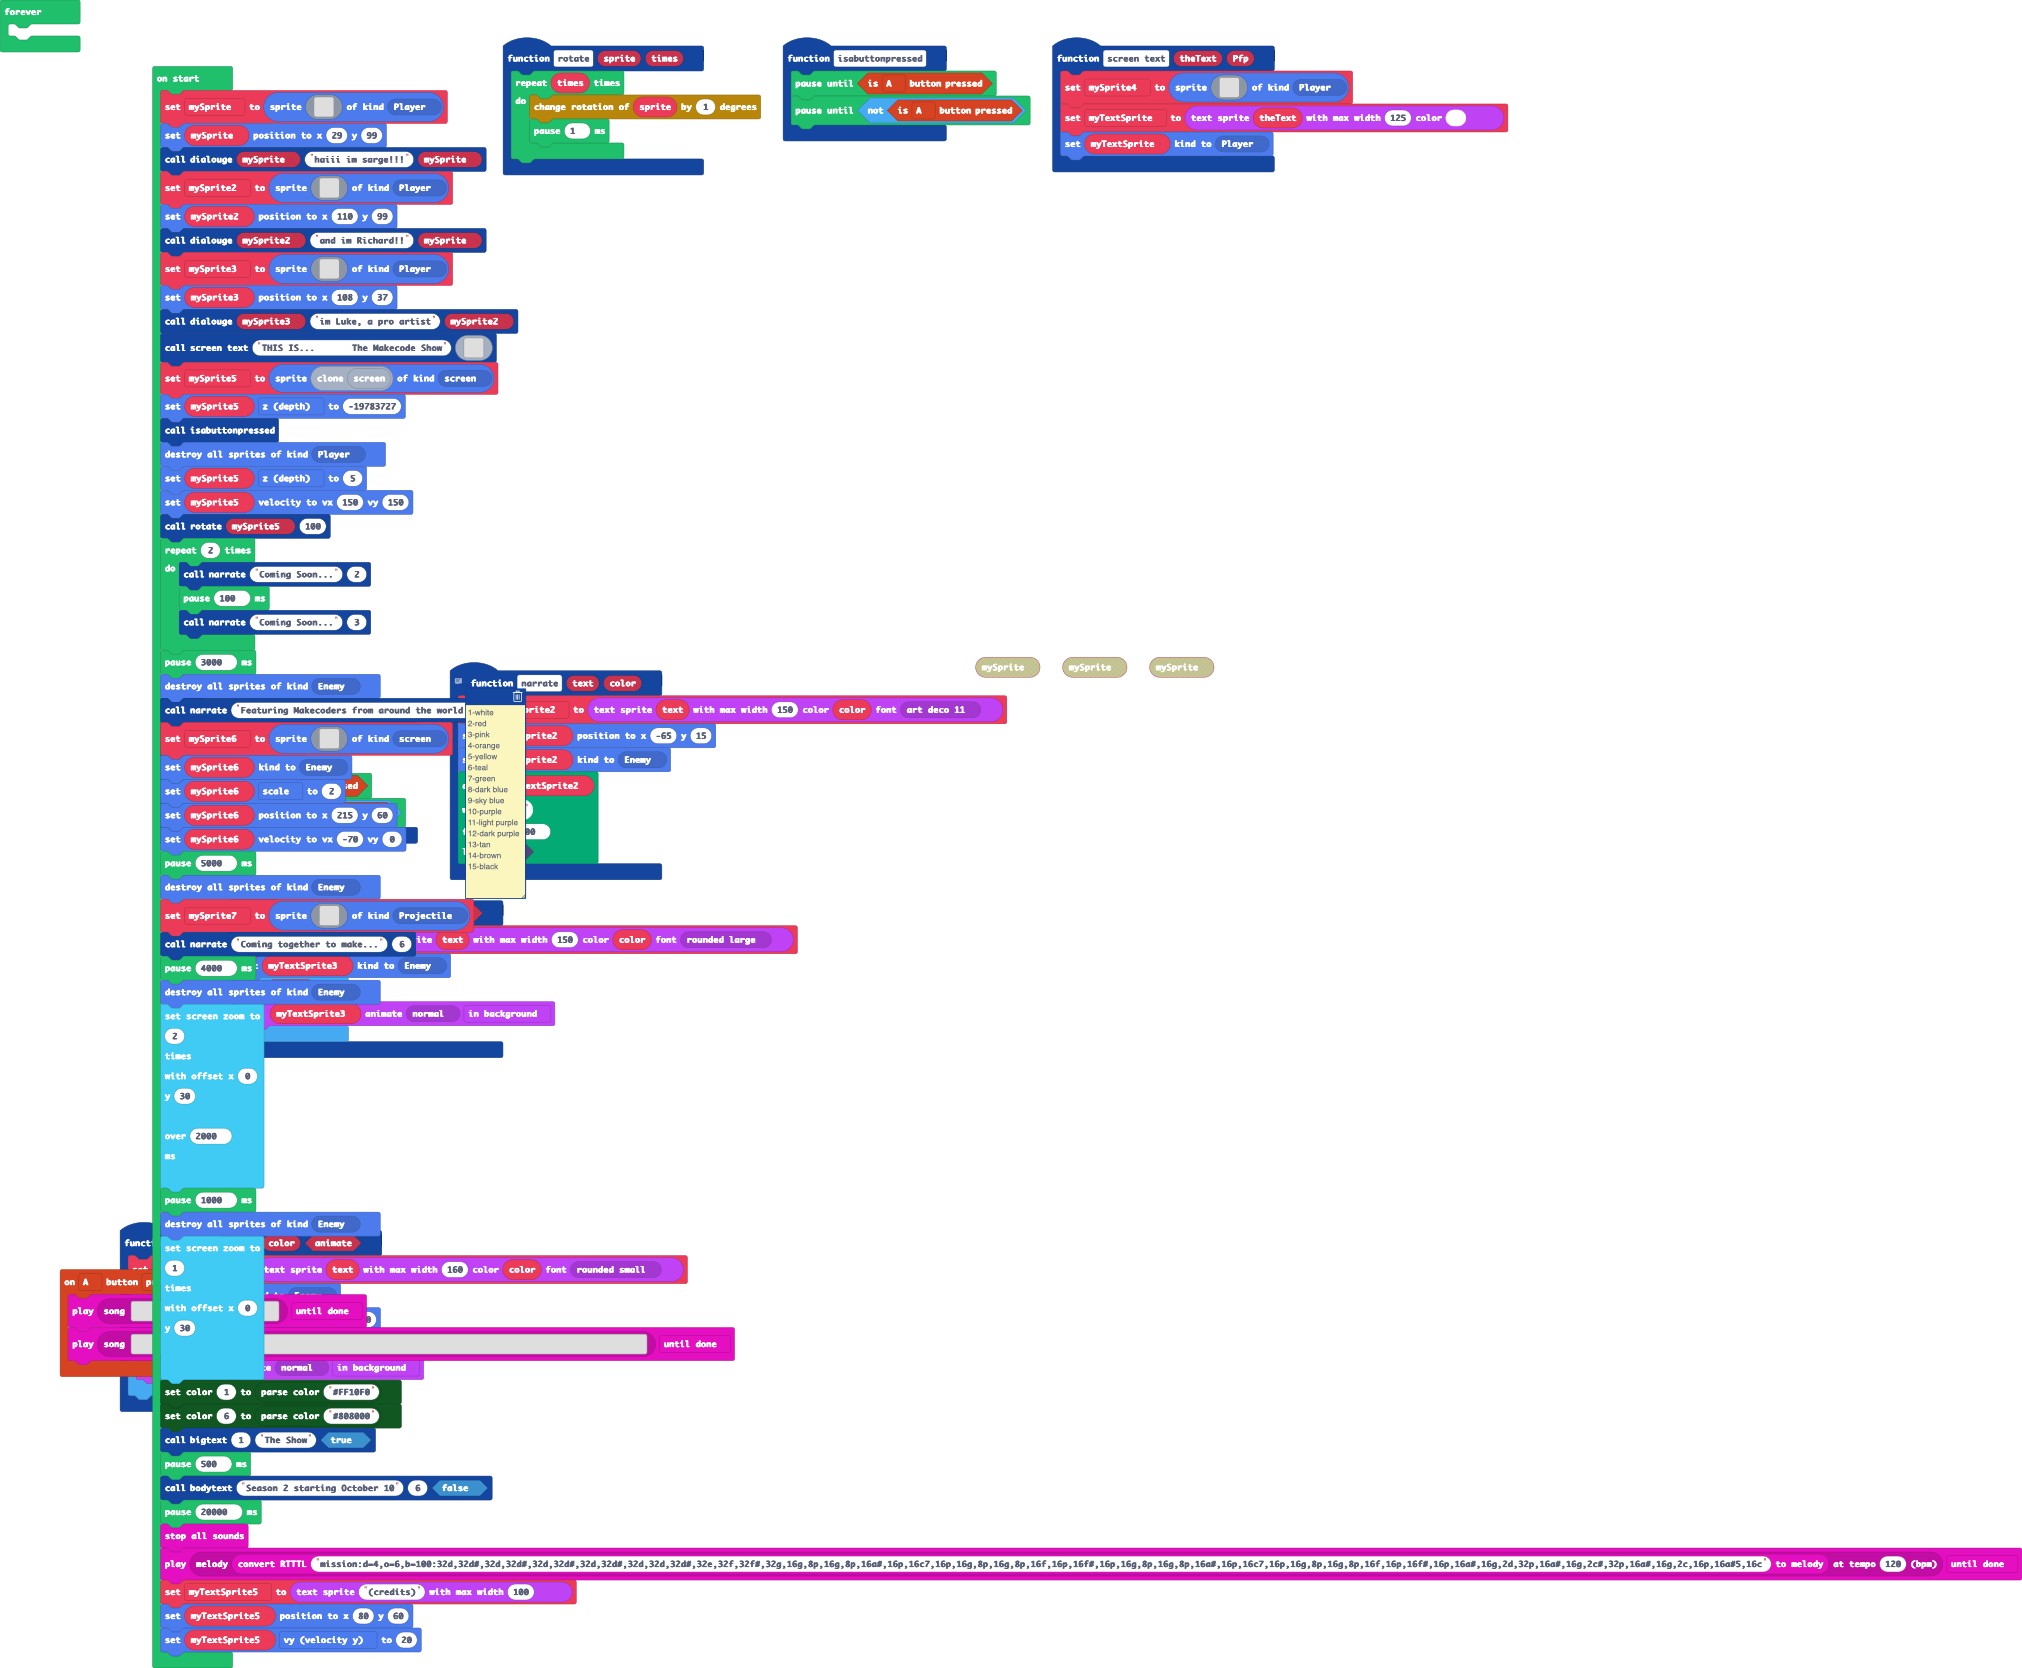 forever
on start
set mySprite to sprite of kind Player
set mySprite position to x 29 y 99
call dialouge mySprite "haiii im sarge!!!" mySprite
set mySprite2 to sprite of kind Player
set mySprite2 position to x 110 y 99
call dialouge mySprite2 "and im Richard!!" mySprite
set mySprite3 to sprite of kind Player
set mySprite3 position to x 108 y 37
call dialouge mySprite3 "im Luke, a pro artist" mySprite2
call screen text "THIS IS... The Makecode Show"
set mySprite5 to sprite clone screen of kind screen
set mySprite5 z (depth) to -19783727
call isabuttonpressed
destroy all sprites of kind Player
set mySprite5 z (depth) to 5
set mySprite5 velocity to vx 150 vy 150
call rotate mySprite5 100
repeat 2 times
do
call narrate "Coming Soon..." 2
pause 100 ms
call narrate "Coming Soon..." 3
pause 3000 ms
destroy all sprites of kind Enemy
call narrate "Featuring Makecoders from around the world
set mySprite6 to sprite of kind screen
set mySprite6 kind to Enemy
set mySprite6 scale to 2
set mySprite6 position to x 215 y 60
set mySprite6 velocity to vx -70 vy 0
pause 5000 ms
destroy all sprites of kind Enemy
set mySprite7 to sprite of kind Projectile
call narrate "Coming together to make..." 6
pause 4000 ms
destroy all sprites of kind Enemy
set screen zoom to
2
times
with offset x 0
y 30
over 2000
ms
pause 1000 ms
destroy all sprites of kind Enemy
set screen zoom to
1
times
with offset x 0
y 30
set color 1 to parse color "#FF10F0"
set color 6 to parse color "#808000"
call bigtext 1 "The Show" true
pause 500 ms
call bodytext "Season 2 starting October 10" 6 false
pause 20000 ms
stop all sounds
play melody convert RTTTL "mission:d=4,o=6,b=100:32d,32d#,32d,32d#,32d,32d#,32d,32d#,32d,32d,32d#,32e,32f,32f#,32g,16g,8p,16g,8p,16a#,16p,16c7,16p,16g,8p,16g,8p,16f,16p,16f#,16p,16g,8p,16g,8p,16a#,16p,16c7,16p,16g,8p,16g,8p,16f,16p,16f#,16p,16a#,16g,2d,32p,16a#,16g,2c#,32p,16a#,16g,2c,16p,16a#5,16c" to melody at tempo 120 (bpm) until done
set myTextSprite5 to text sprite "(credits)" with max width 100
set myTextSprite5 position to x 80 y 60
set myTextSprite5 vy (velocity y) to 20
function rotate sprite times
repeat times times
do
change rotation of sprite by 1 degrees
pause 1 ms
function isabuttonpressed
pause until is A button pressed
pause until not is A button pressed
function screen text theText Pfp
set mySprite4 to sprite of kind Player
set myTextSprite to text sprite theText with max width 125 color
set myTextSprite kind to Player
mySprite mySprite mySprite
function narrate text color
to text sprite text with max width 150 color color font art deco 11
position to x -65 y 15
kind to Enemy
1-white
2-red
3-pink
4-orange
5-yellow
6-teal
7-green
8-dark blue
9-sky blue
10-purple
11-light purple
12-dark purple
13-tan
14-brown
15-black
text with max width 150 color color font rounded large
myTextSprite3 kind to Enemy
myTextSprite3 animate normal in background
color animate
text sprite text with max width 160 color color font rounded small
normal in background
on A button
play song until done
play song until done